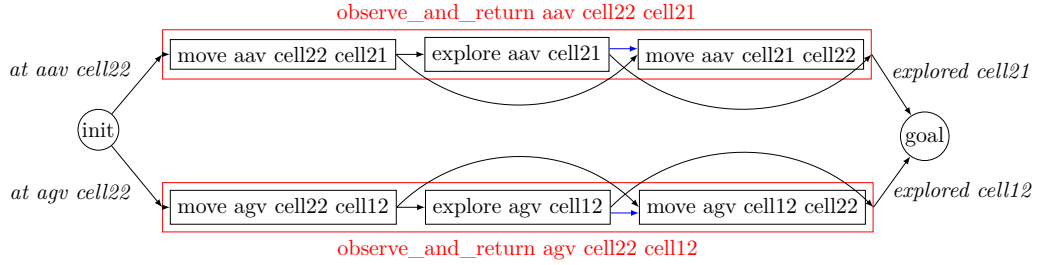 observe_and_return aav cell22 cell21
at aav cell22
move aav cell22 cell21
explore aav cell21
move aav cell21 cell22
explored cell21
init
goal
at agv cell22
move agv cell22 cell12
explore agv cell12
move agv cell12 cell22
explored cell12
observe_and_return agv cell22 cell12